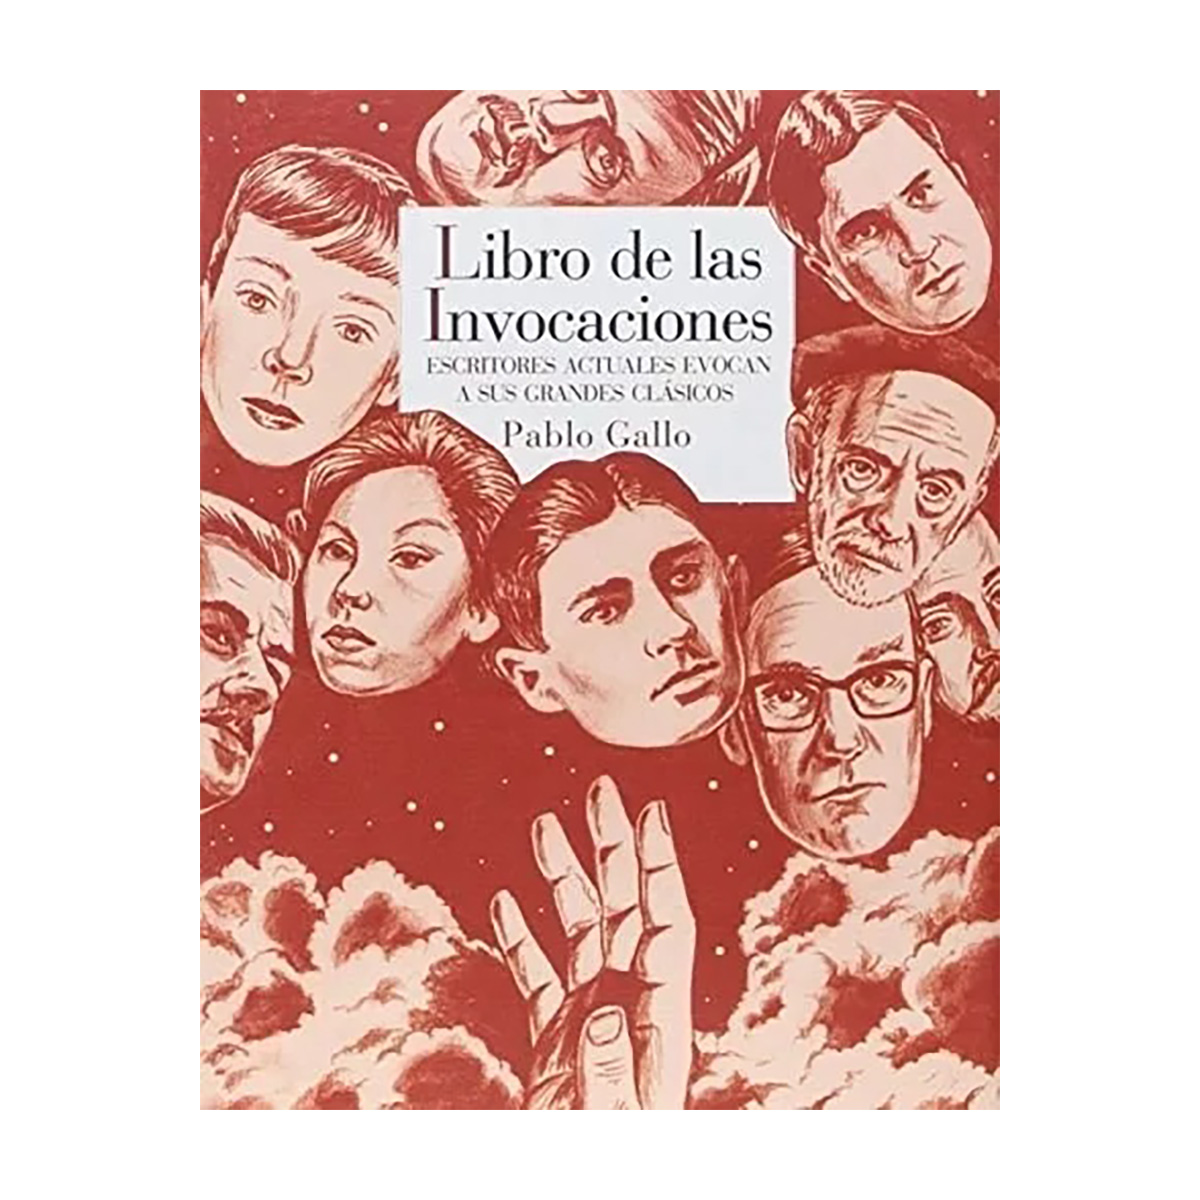 Libro de las
Invocaciones
ESCRITORES ACTUALES EVOCAN
A SUS GRANDES CLÁSICOS
Pablo Gallo